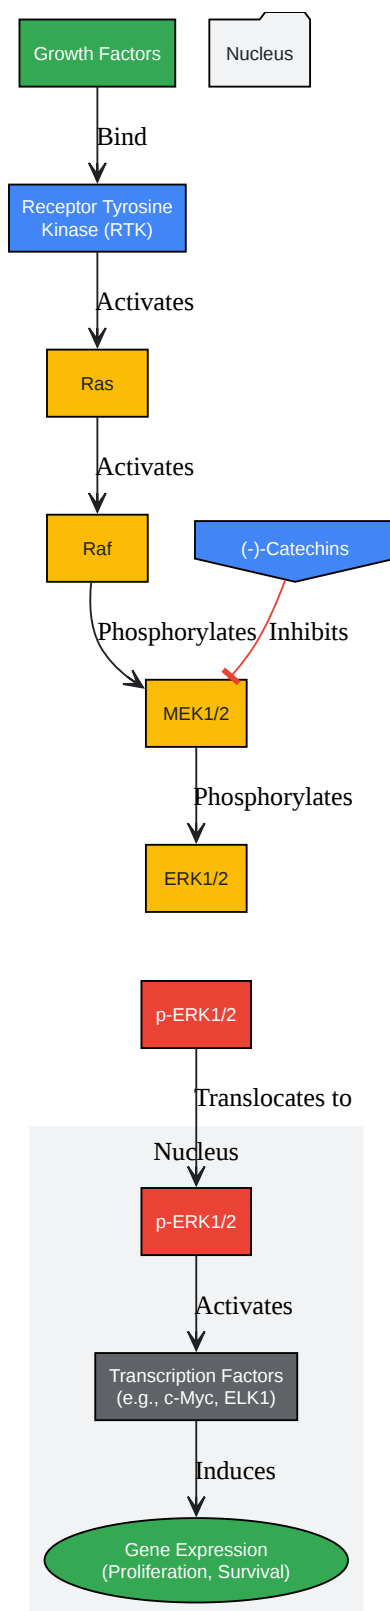 Growth Factors
Nucleus
Bind
Receptor Tyrosine
Kinase (RTK)
Activates
Ras
Activates
Raf
(-)-Catechins
Phosphorylates
Inhibits
MEK1/2
Phosphorylates
ERK1/2
p-ERK1/2
Translocates to
Nucleus
p-ERK1/2
Activates
Transcription Factors
(e.g., c-Myc, ELK1)
Induces
Gene Expression
(Proliferation, Survival)